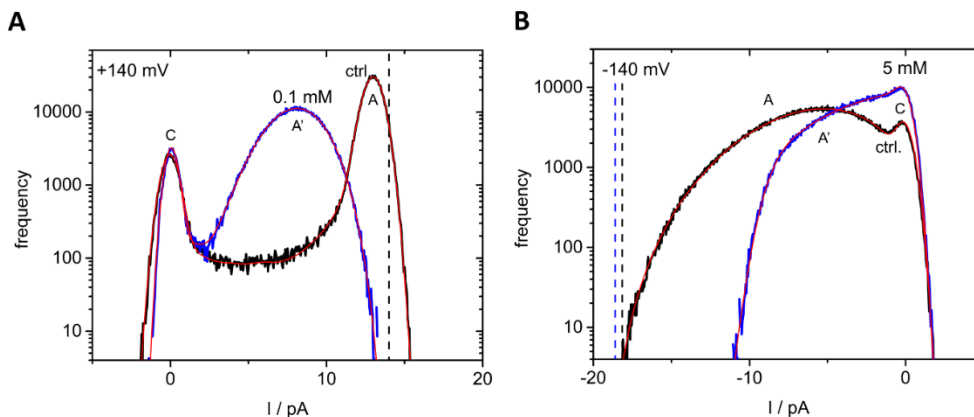 A
+140 mV
ctrl
0.1 mM
A
A'
C
frequency
10000
1000
100
10
0
10
20
I / pA
B
-140 mV
5 mM
A
C
A'
ctrl.
frequency
10000
1000
100
10
-20
-10
0
I / pA